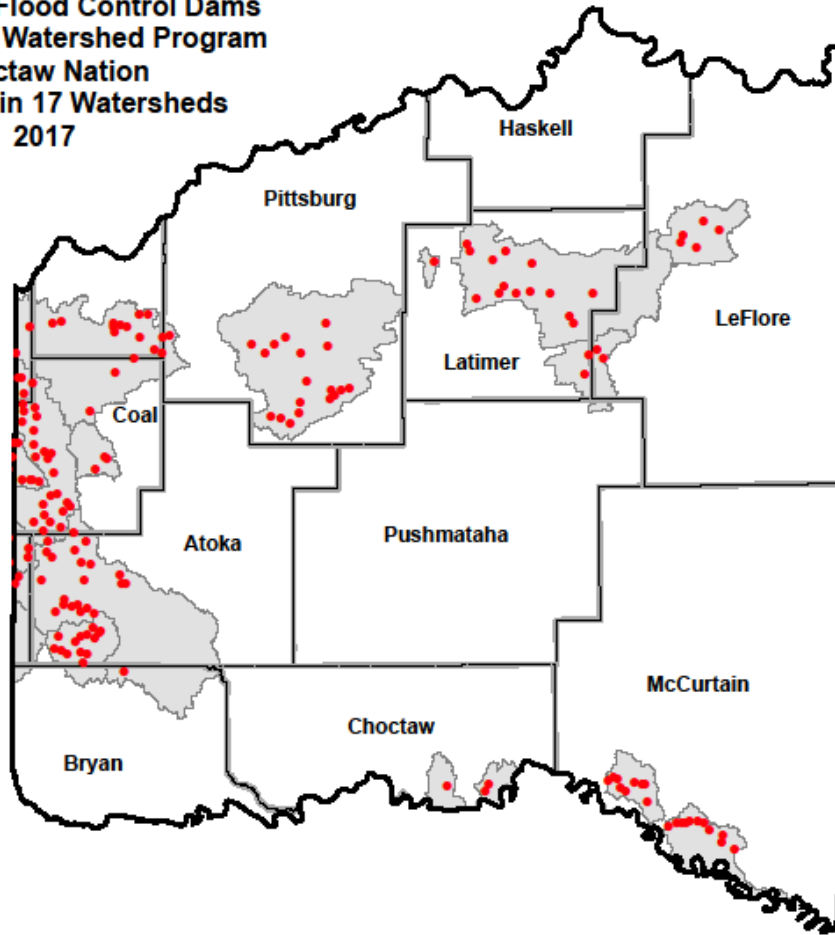 Flood Control Dams
Watershed Program
ctaw Nation
in 17 Watersheds
2017
Haskell
Pittsburg
LeFlore
Latimer
Coal
Pushmataha
Atoka
McCurtain
Choctaw
Bryan